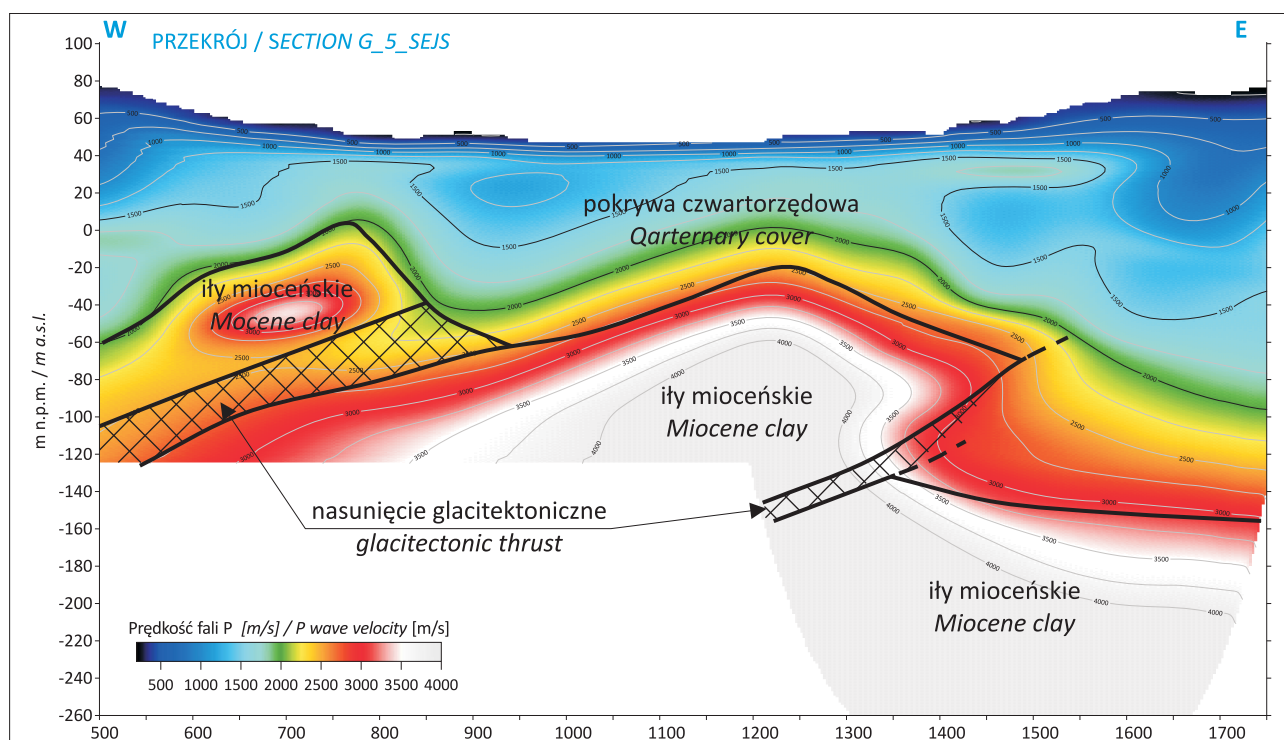 W
E
PRZEKRÓJ / SECTION G_5_SEJS
100
80
60
40
20
0
-20
-40
-60
-80
-100
-120
-140
-160
-180
-200
-220
-240
-260
m n.p.m. / m a.s.l.
pokrywa czwartorzędowa
Qarternary cover
iły mioceńskie
Mocene clay
iły mioceńskie
Miocene clay
nasunięcie glacitektoniczne
glacitectonic thrust
iły mioceńskie
Miocene clay
Prędkość fali P [m/s] / P wave velocity [m/s]
500 1000 1500 2000 2500 3000 3500 4000
500 600 700 800 900 1000 1100 1200 1300 1400 1500 1600 1700